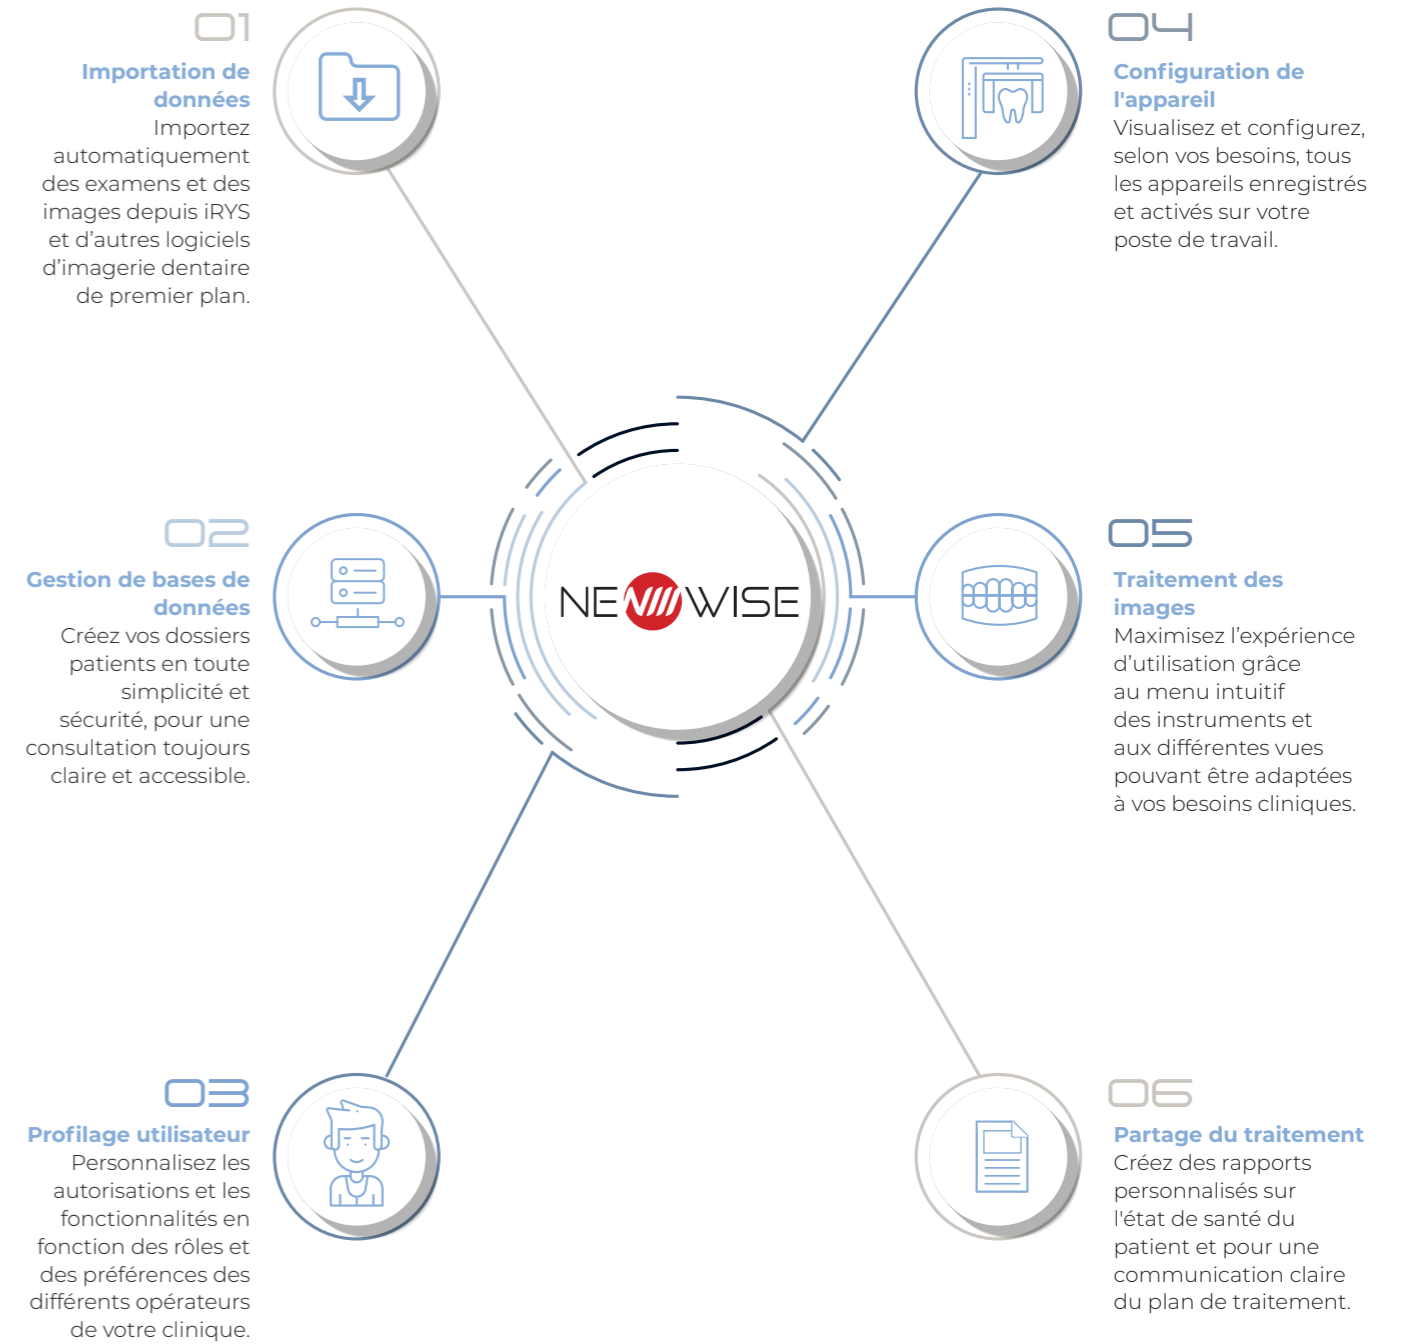 01
Importation de
données
Importez
automatiquement
des examens et des
images depuis iRYS
et d’autres logiciels
d’imagerie dentaire
de premier plan.
02
Gestion de bases de
données
Créez vos dossiers
patients en toute
simplicité et
sécurité, pour une
consultation toujours
claire et accessible.
03
Profilage utilisateur
Personnalisez les
autorisations et les
fonctionnalités en
fonction des rôles et
des préférences des
différents opérateurs
de votre clinique.
NEWWISE
04
Configuration de
l'appareil
Visualisez et configurez,
selon vos besoins, tous
les appareils enregistrés
et activés sur votre
poste de travail.
05
Traitement des
images
Maximisez l’expérience
d’utilisation grâce
au menu intuitif
des instruments et
aux différentes vues
pouvant être adaptées
à vos besoins cliniques.
06
Partage du traitement
Créez des rapports
personnalisés sur
l'état de santé du
patient et pour une
communication claire
du plan de traitement.